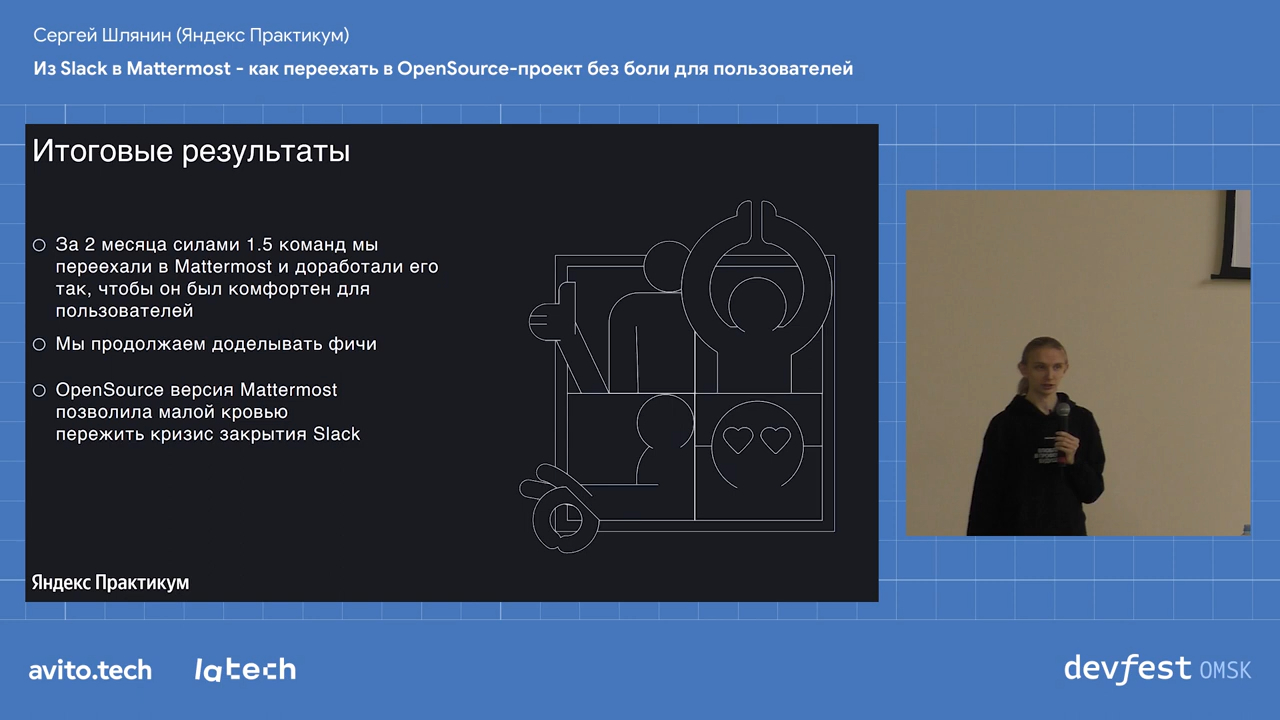 Сергей Шлянин (Яндекс Практикум)
Из Slack в Mattermost - как переехать в OpenSource-проект без боли для пользователей
Итоговые результаты
За 2 месяца силами 1.5 команд мы
переехали в Mattermost и доработали его
так, чтобы он был комфортен для
пользователей
Мы продолжаем доделывать фичи
OpenSource версия Mattermost
позволила малой кровью
пережить кризис закрытия Slack
Яндекс Практикум
avito.tech
latech
devfest OMSK